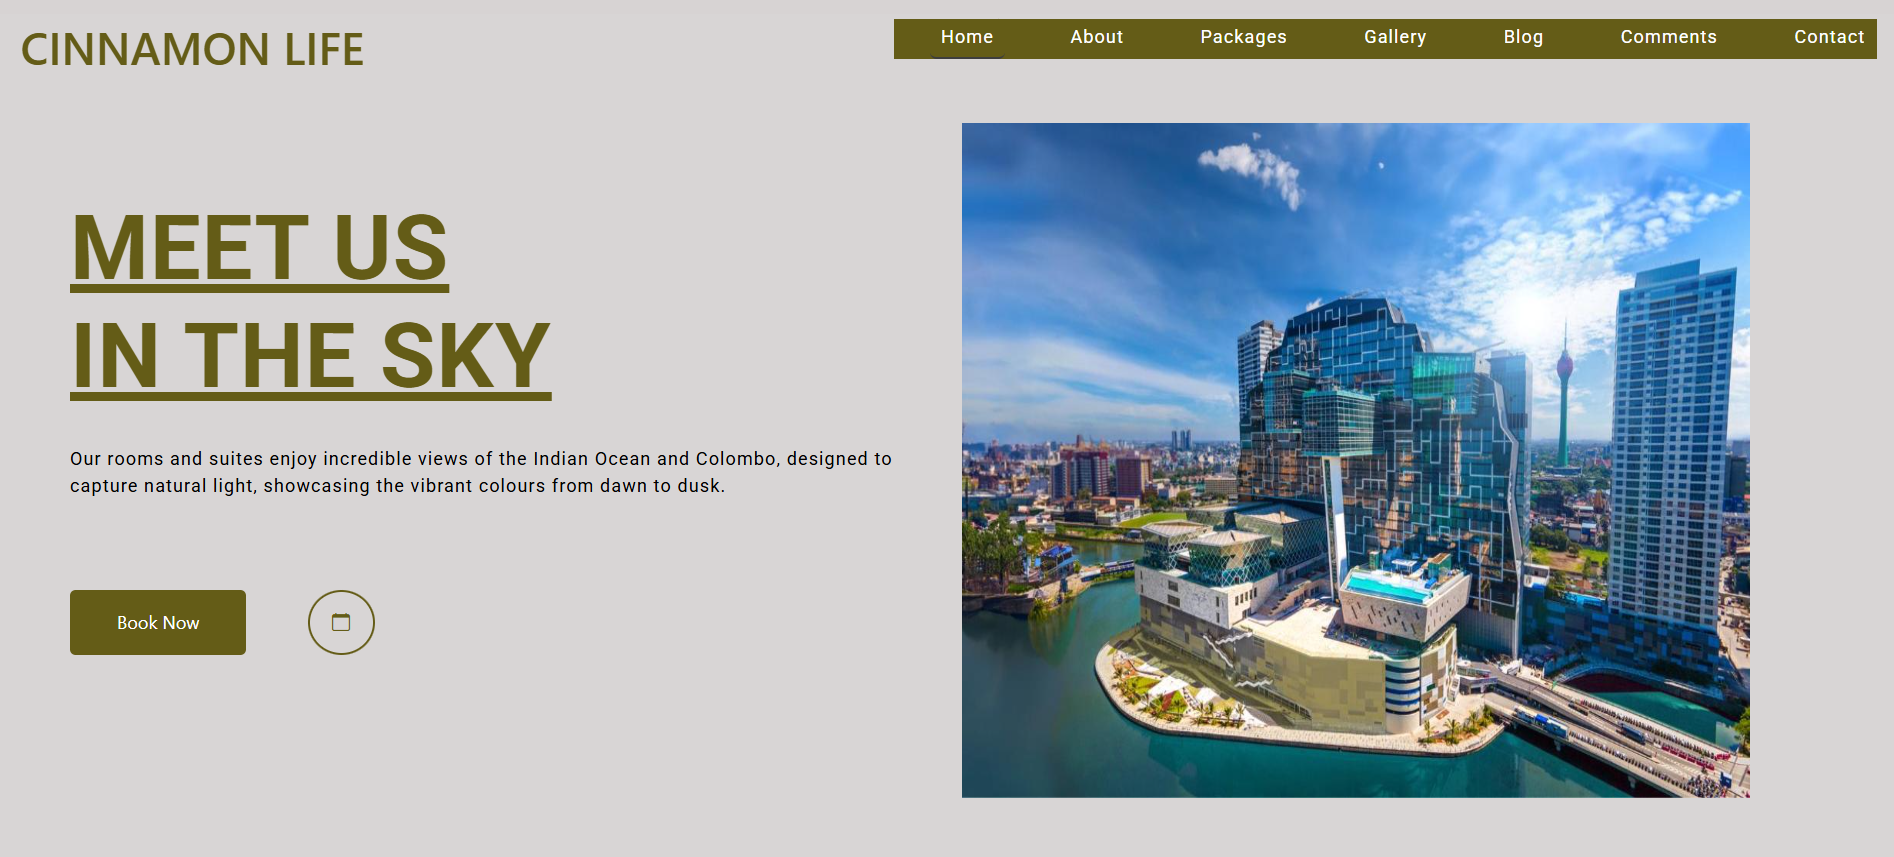 CINNAMON LIFE
Home About Packages Gallery Blog Comments Contact
MEET US
IN THE SKY
Our rooms and suites enjoy incredible views of the Indian Ocean and Colombo, designed to
capture natural light, showcasing the vibrant colours from dawn to dusk.
Book Now